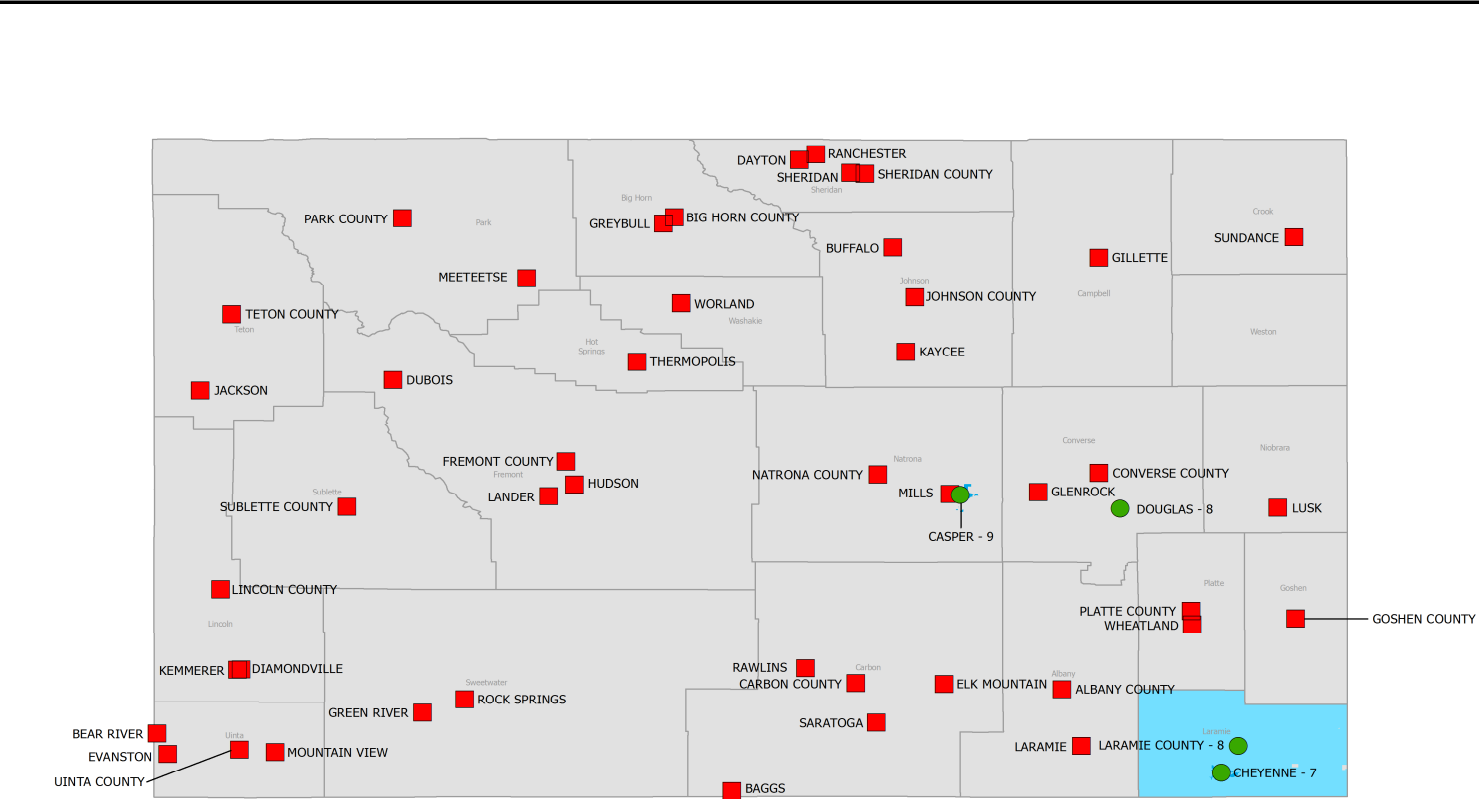 RANCHESTER
DAYTON
SHERIDAN
SHERIDAN COUNTY
Sheridan
Big Horn
PARK COUNTY
Park
GREYBULL
BIG HORN COUNTY
Crook
SUNDANCE
BUFFALO
GILLETTE
MEETEETSE
Johnson
JOHNSON COUNTY
Campbell
WORLAND
Washakie
TETON COUNTY
Teton
Weston
Hot
Springs
KAYCEE
THERMOPOLIS
DUBOIS
JACKSON
Converse
Niobrara
FREMONT COUNTY
Fremont
Natrona
NATRONA COUNTY
CONVERSE COUNTY
HUDSON
LANDER
MILLS
GLENROCK
Sublette
SUBLETTE COUNTY
DOUGLAS - 8
LUSK
CASPER - 9
LINCOLN COUNTY
Platte
Goshen
PLATTE COUNTY
WHEATLAND
GOSHEN COUNTY
Lincoln
KEMMERER
DIAMONDVILLE
RAWLINS
Carbon
CARBON COUNTY
ELK MOUNTAIN
Albany
ALBANY COUNTY
Sweetwater
ROCK SPRINGS
GREEN RIVER
SARATOGA
BEAR RIVER
Uinta
Laramie
EVANSTON
MOUNTAIN VIEW
LARAMIE
LARAMIE COUNTY - 8
UINTA COUNTY
CHEYENNE - 7
BAGGS